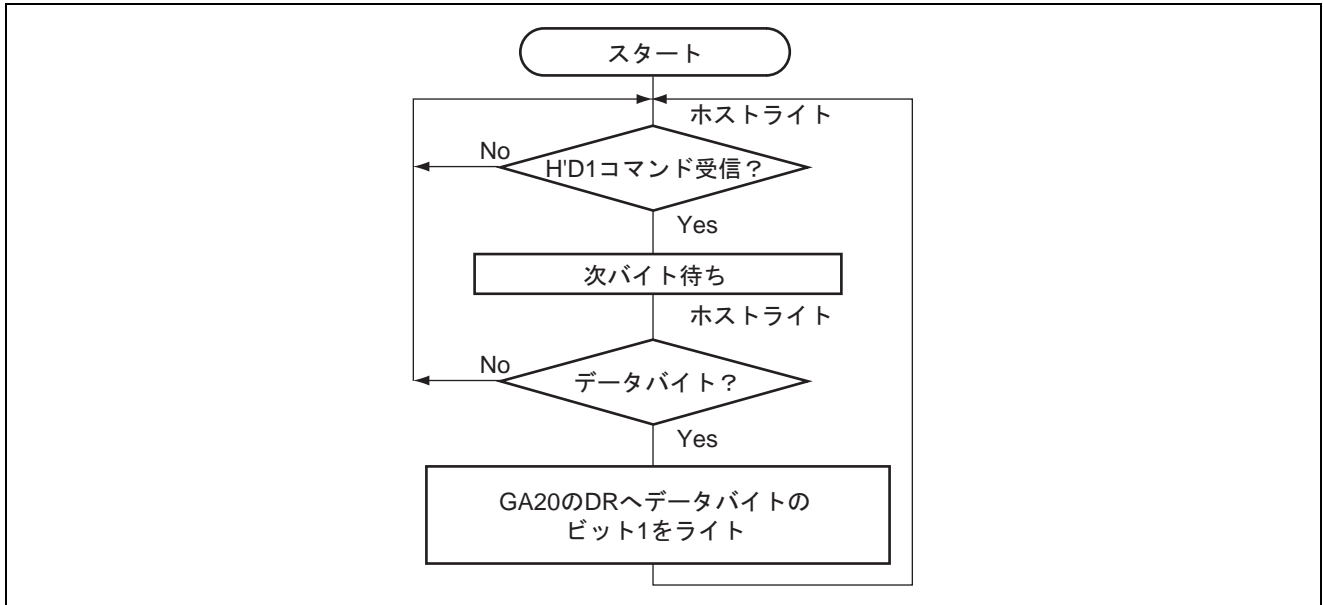 スタート
ホストライト
No
H'D1コマンド受信？
Yes
次バイト待ち
ホストライト
No
データバイト？
Yes
GA20のDRへデータバイトの
ビット1をライト